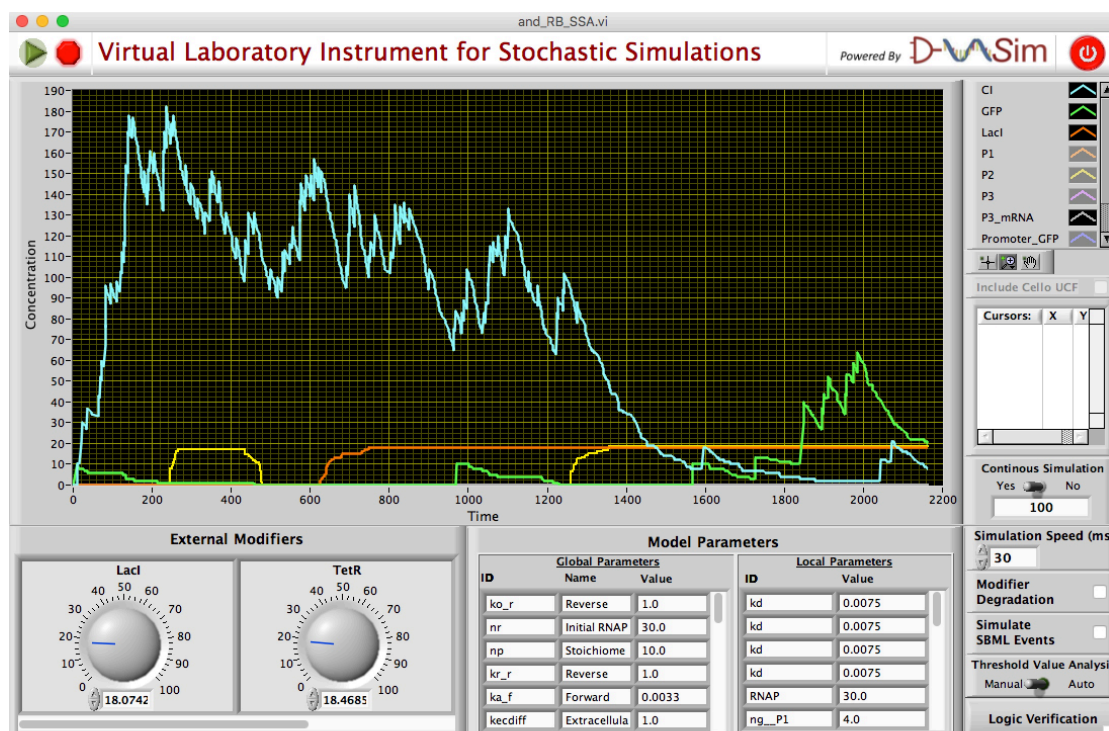 and_RB_SSA.vi
Virtual Laboratory Instrument for Stochastic Simulations
Powered By D-VASim
190
180
170
160
150
140
130
120
110
100
90
80
70
60
50
40
30
20
10
0
Concentration
0 200 400 600 800 1000 1200 1400 1600 1800 2000 2200
Time
CI
GFP
LacI
P1
P2
P3
P3_mRNA
Promoter_GFP
Include Cello UCF
Cursors: X Y
Continous Simulation
Yes No
100
Simulation Speed (ms
30
Modifier
Degradation
Simulate
SBML Events
Threshold Value Analysi
Manual Auto
Logic Verification
External Modifiers
LacI
0 10 20 30 40 50 60 70 80 90 100
18.0742
TetR
0 10 20 30 40 50 60 70 80 90 100
18.4685
Model Parameters
Global Parameters
ID Name Value
ko_r Reverse 1.0
nr Initial RNAP 30.0
np Stoichiome 10.0
kr_r Reverse 1.0
ka_f Forward 0.0033
kecdiff Extracellula 1.0
Local Parameters
ID Value
kd 0.0075
kd 0.0075
kd 0.0075
kd 0.0075
RNAP 30.0
ng__P1 4.0